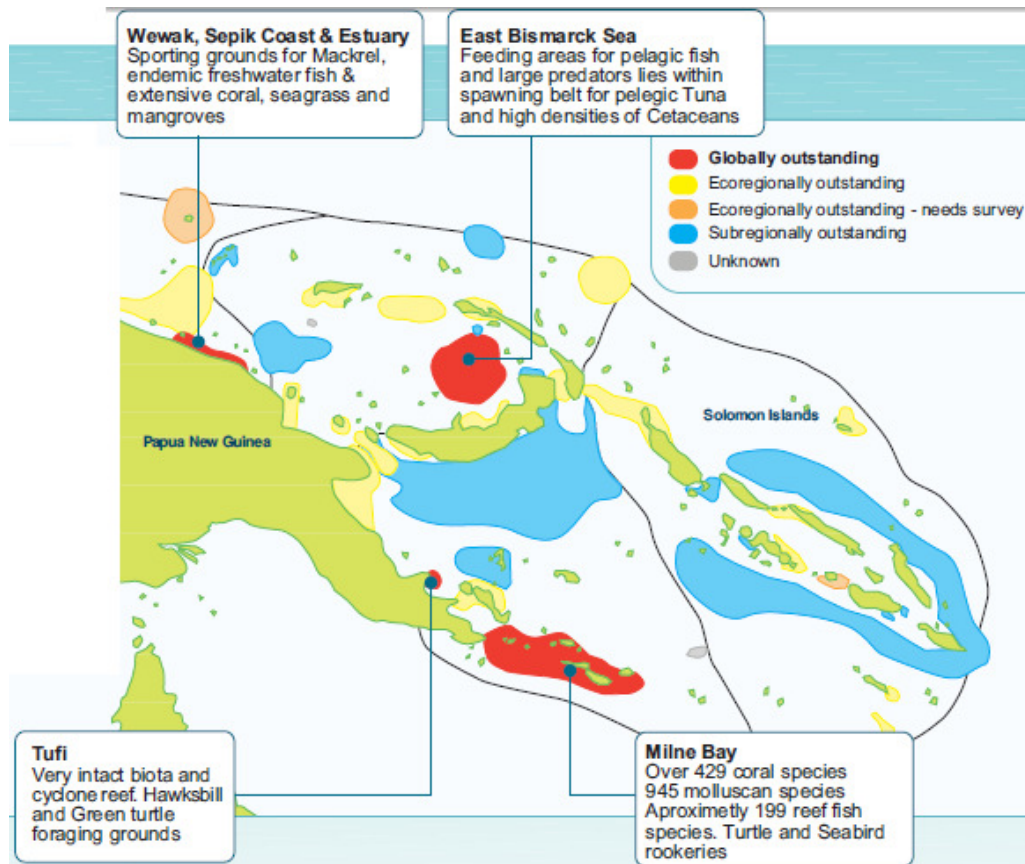 Wewak, Sepik Coast & Estuary
Sporting grounds for Mackrel,
endemic freshwater fish &
extensive coral, seagrass and
mangroves
East Bismarck Sea
Feeding areas for pelagic fish
and large predators lies within
spawning belt for pelegic Tuna
and high densities of Cetaceans
Globally outstanding
Ecoregionally outstanding
Ecoregionally outstanding - needs survey
Subregionally outstanding
Unknown
Solomon Islands
Papua New Guinea
Tufi
Very intact biota and
cyclone reef. Hawksbill
and Green turtle
foraging grounds
Milne Bay
Over 429 coral species
945 molluscan species
Aproximetly 199 reef fish
species. Turtle and Seabird
rookeries